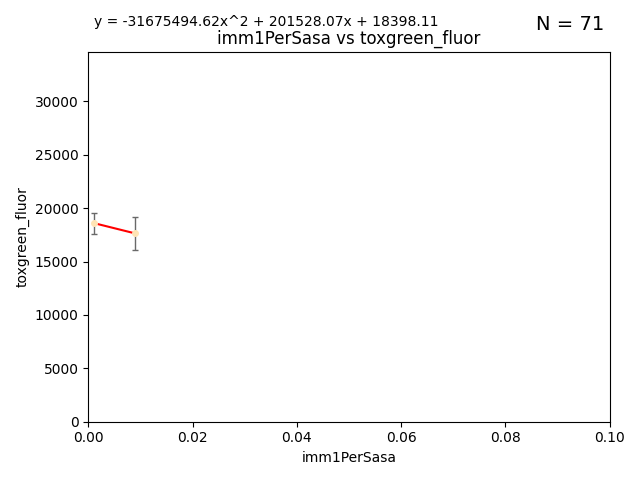 y = -31675494.62x^2 + 201528.07x + 18398.11
N = 71
imm1PerSasa vs toxgreen_fluor
30000
25000
20000
15000
10000
5000
0
toxgreen_fluor
0.00 0.02 0.04 0.06 0.08 0.10
imm1PerSasa